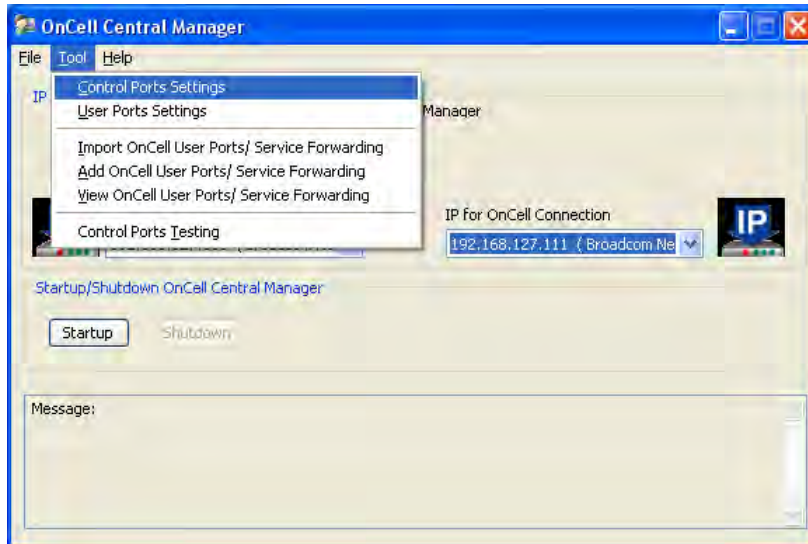 OnCell Central Manager
File Tool Help
Control Ports Settings
User Ports Settings
Import OnCell User Ports/ Service Forwarding
Add OnCell User Ports/ Service Forwarding
View OnCell User Ports/ Service Forwarding
Control Ports Testing
IP
Manager
IP for OnCell Connection
192.168.127.111 ( Broadcom Ne
IP
Startup/Shutdown OnCell Central Manager
Startup Shutdown
Message: